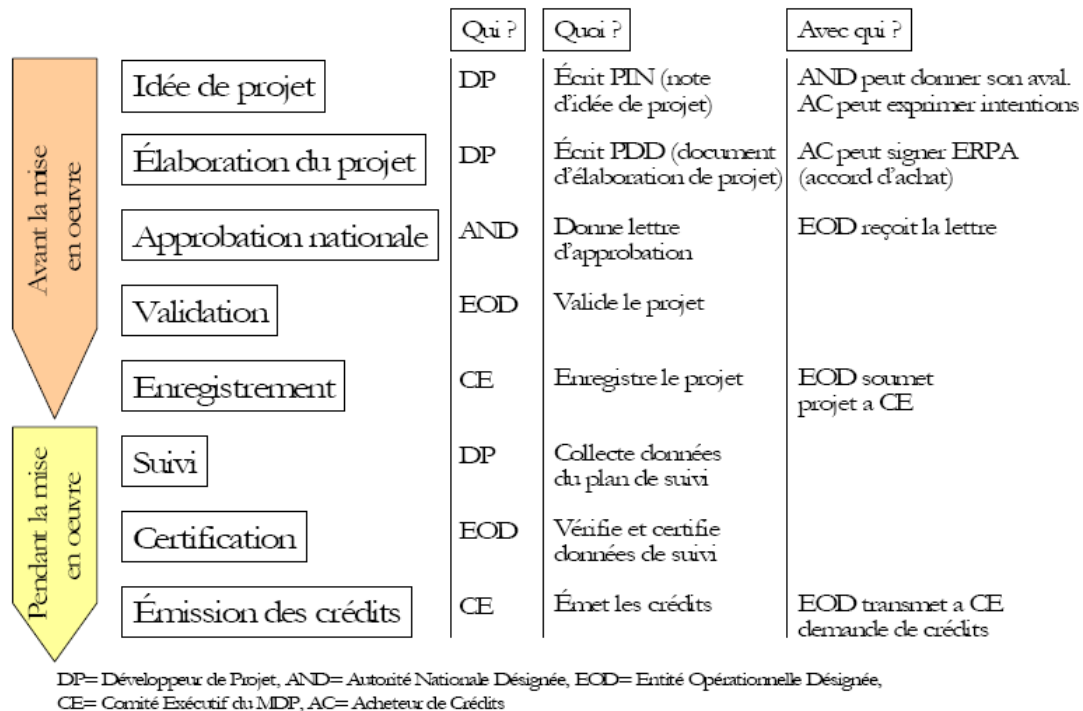 Qui ? Quoi ? Avec qui ?
Avant la mise
en oeuvre
Idée de projet DP Écrit PIN (note AND peut donner son aval.
d'idée de projet) AC peut exprimer intentions
Élaboration du projet DP Écrit PDD (document AC peut signer ERPA
d'élaboration de projet) (accord d'achat)
Approbation nationale AND Donne lettre EOD reçoit la lettre
d'approbation
Validation EOD Valide le projet
Enregistrement CE Enregistre le projet EOD soumet
projet a CE
Pendant la mise
en oeuvre
Suivi DP Collecte données
du plan de suivi
Certification EOD Vérifie et certifie
données de suivi
Émission des crédits CE Émet les crédits EOD transmet a CE
demande de crédits
DP= Développeur de Projet, AND= Autorité Nationale Désignée, EOD= Entité Opérationnelle Désignée,
CE= Comité Exécutif du MDP, AC= Acheteur de Crédits